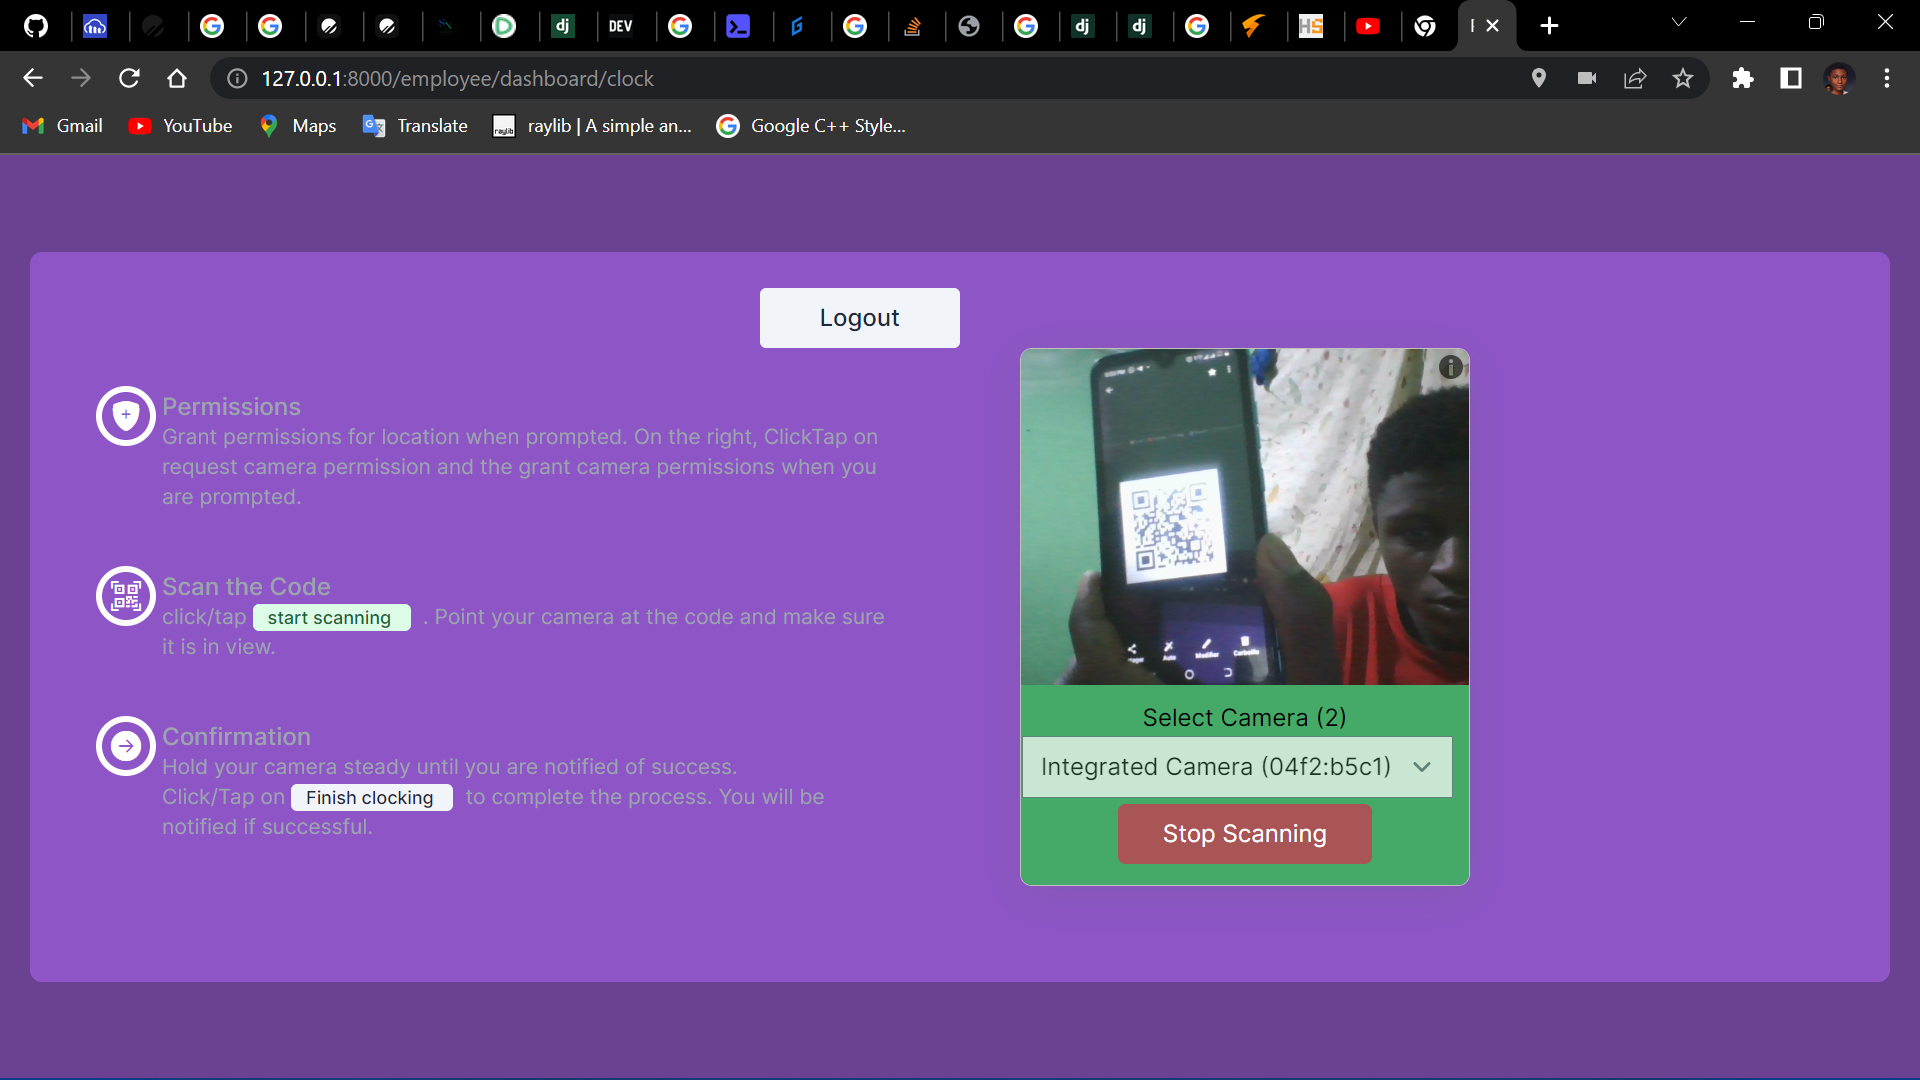 dj
DEV
dj
dj
HS
127.0.0.1:8000/employee/dashboard/clock
Gmail
YouTube
Maps
Translate
raylib | A simple an...
Google C++ Style...
Logout
Permissions
Grant permissions for location when prompted. On the right, ClickTap on
request camera permission and the grant camera permissions when you
are prompted.
Scan the Code
click/tap start scanning . Point your camera at the code and make sure
it is in view.
Confirmation
Hold your camera steady until you are notified of success.
Click/Tap on Finish clocking to complete the process. You will be
notified if successful.
Auto
Modifier
Corbeille
Select Camera (2)
Integrated Camera (04f2:b5c1)
Stop Scanning